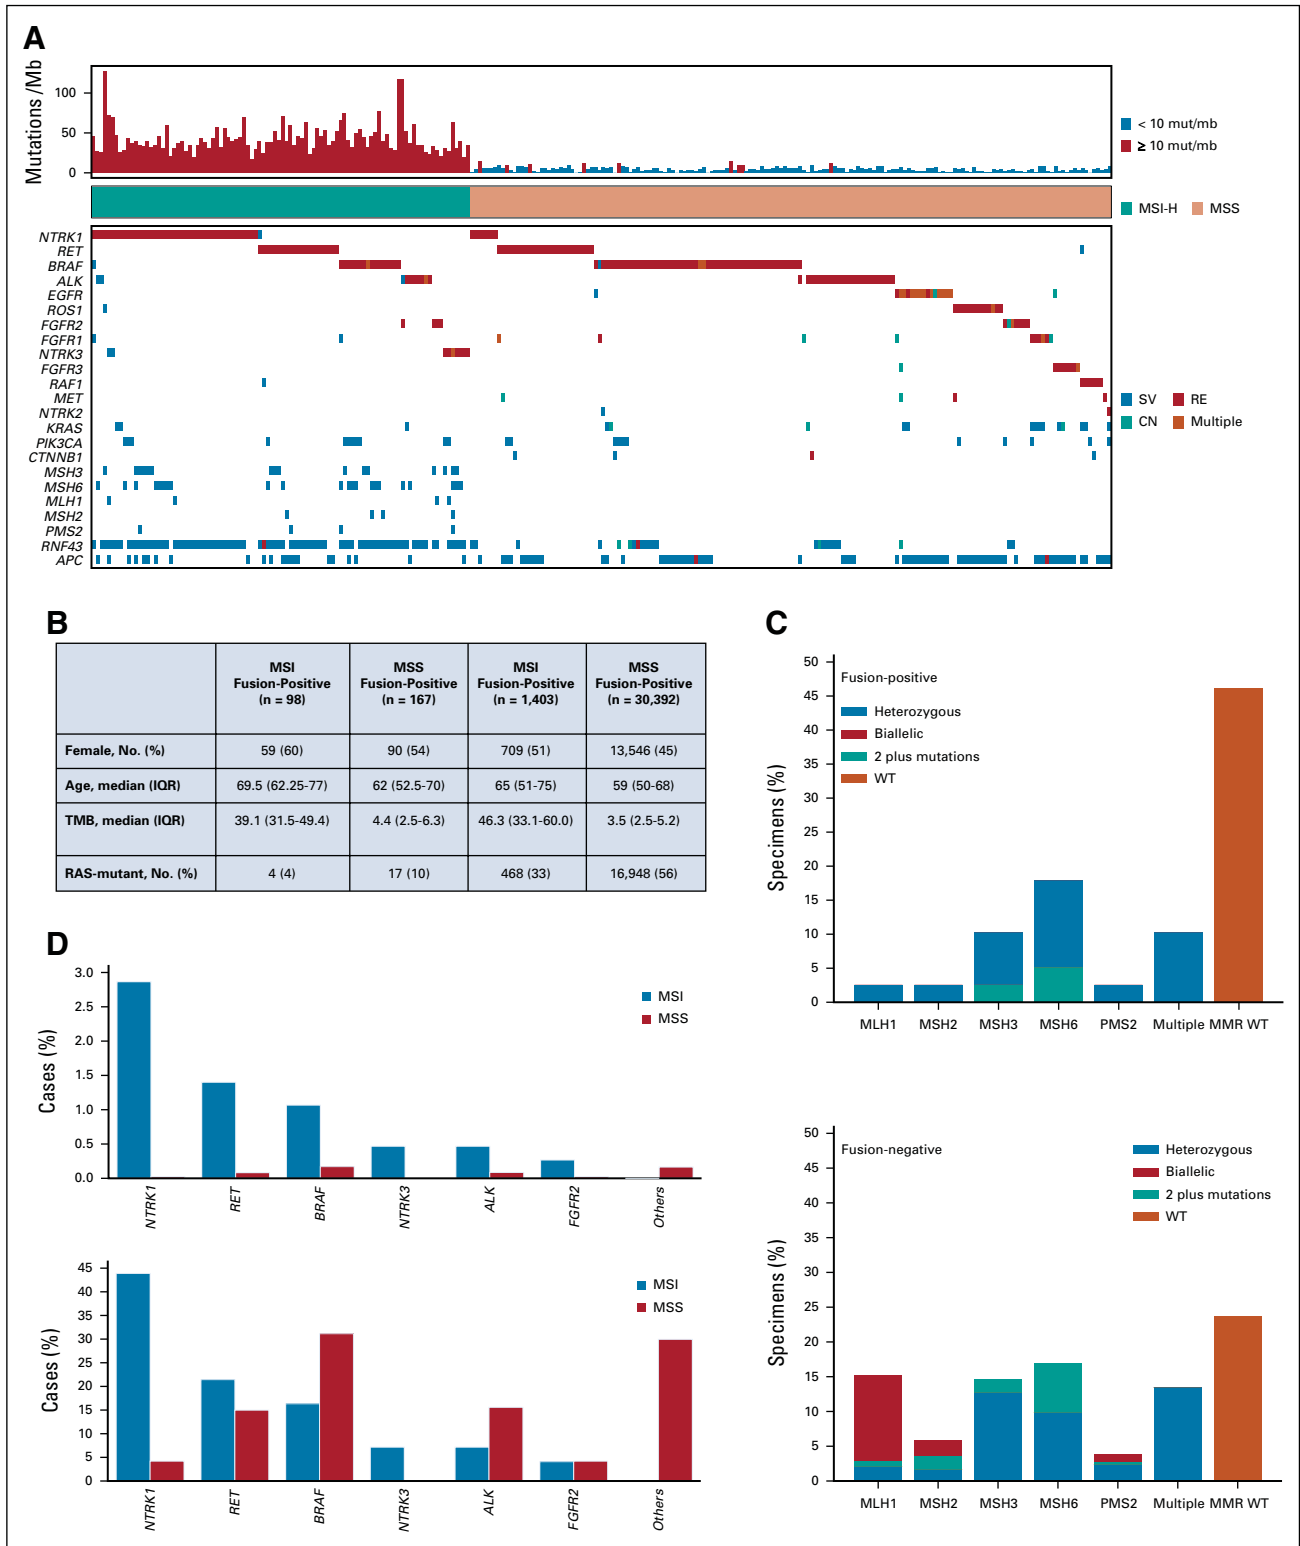 A
Mutations /Mb
100
50
0
< 10 mut/mb
≥ 10 mut/mb
MSI-H MSS
NTRK1
RET
BRAF
ALK
EGFR
ROS1
FGFR2
FGFR1
NTRK3
FGFR3
RAF1
MET
NTRK2
KRAS
PIK3CA
CTNNB1
MSH3
MSH6
MLH1
MSH2
PMS2
RNF43
APC
SV RE
CN Multiple
B
MSI Fusion-Positive (n = 98) MSS Fusion-Positive (n = 167) MSI Fusion-Positive (n = 1,403) MSS Fusion-Positive (n = 30,392)
Female, No. (%) 59 (60) 90 (54) 709 (51) 13,546 (45)
Age, median (IQR) 69.5 (62.25-77) 62 (52.5-70) 65 (51-75) 59 (50-68)
TMB, median (IQR) 39.1 (31.5-49.4) 4.4 (2.5-6.3) 46.3 (33.1-60.0) 3.5 (2.5-5.2)
RAS-mutant, No. (%) 4 (4) 17 (10) 468 (33) 16,948 (56)
C
Specimens (%)
50
45
40
35
30
25
20
15
10
5
0
Fusion-positive
Heterozygous
Biallelic
2 plus mutations
WT
MLH1 MSH2 MSH3 MSH6 PMS2 Multiple MMR WT
Specimens (%)
50
45
40
35
30
25
20
15
10
5
0
Fusion-negative
Heterozygous
Biallelic
2 plus mutations
WT
MLH1 MSH2 MSH3 MSH6 PMS2 Multiple MMR WT
D
Cases (%)
3.0
2.5
2.0
1.5
1.0
0.5
0.0
MSI
MSS
NTRK1 RET BRAF NTRK3 ALK FGFR2 Others
Cases (%)
45
40
35
30
25
20
15
10
5
0
MSI
MSS
NTRK1 RET BRAF NTRK3 ALK FGFR2 Others